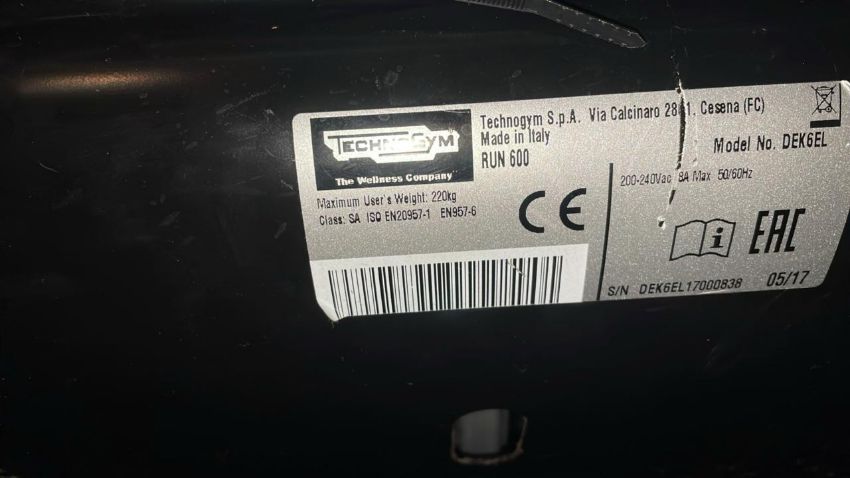 TECHNOGYM
The Wellness Company
Technogym S.p.A. Via Calcinaro 2861, Cesena (FC)
Made in Italy
RUN 600
Model No. DEK6EL
Maximum User's Weight: 220kg
Class: SA ISO EN20957-1 EN957-6
CE
200-240Vac 8A Max 50/60Hz
EAC
S/N DEK6EL17000838 05/17